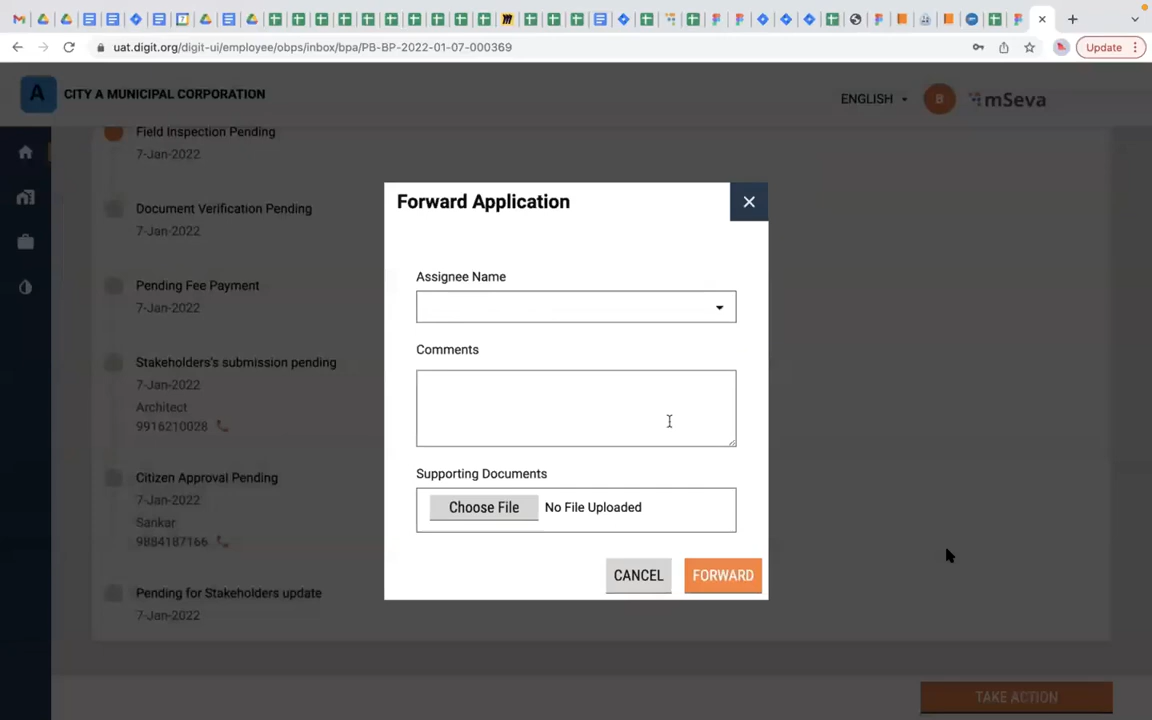 uat.digit.org/digit-ui/employee/obps/inbox/bpa/PB-BP-2022-01-07-000369
Update
A
CITY A MUNICIPAL CORPORATION
ENGLISH
B
mSeva
Field Inspection Pending
7-Jan-2022
Document Verification Pending
7-Jan-2022
Pending Fee Payment
7-Jan-2022
Stakeholders's submission pending
7-Jan-2022
Architect
9916210028
Citizen Approval Pending
7-Jan-2022
Sankar
9884187166
Pending for Stakeholders update
7-Jan-2022
Forward Application
Assignee Name
Comments
Supporting Documents
Choose File
No File Uploaded
CANCEL
FORWARD
TAKE ACTION